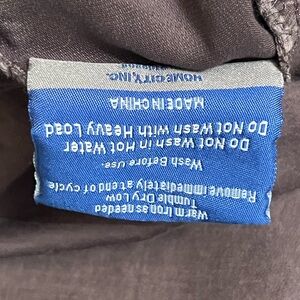 HOMECITY, INC.
MADE IN CHINA
Do Not Wash with Heavy Load
Do Not Wash in Hot Water
Wash Before use.
Remove immediately at end of cycle
Tumble Dry Low
Warm Iron as needed